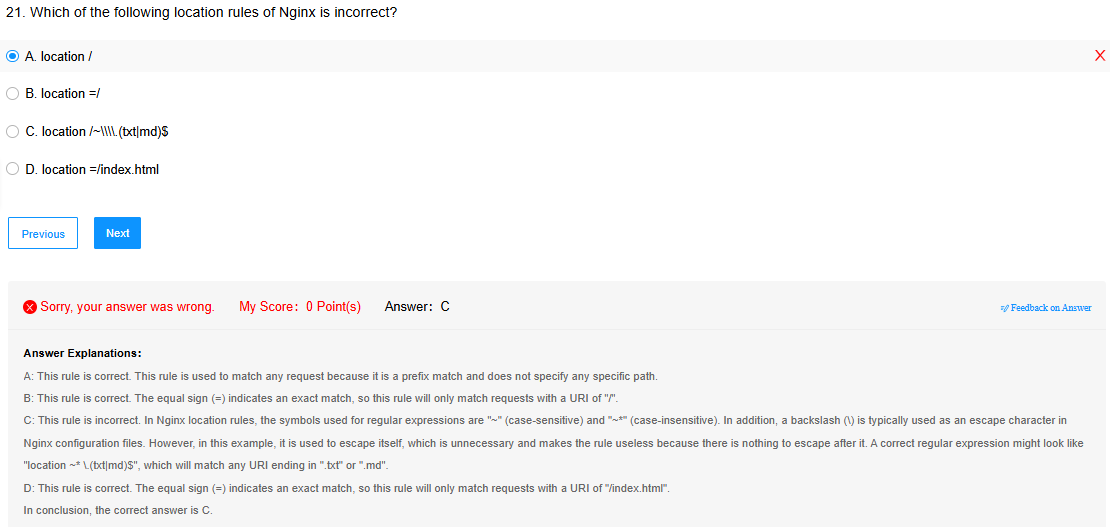 21. Which of the following location rules of Nginx is incorrect?
A. location /
X
B. location =/
C. location /~\\\\.(txt|md)$
D. location =/index.html
Previous
Next
Sorry, your answer was wrong. My Score: 0 Point(s) Answer: C
Feedback on Answer
Answer Explanations:
A: This rule is correct. This rule is used to match any request because it is a prefix match and does not specify any specific path.
B: This rule is correct. The equal sign (=) indicates an exact match, so this rule will only match requests with a URI of "/".
C: This rule is incorrect. In Nginx location rules, the symbols used for regular expressions are "~" (case-sensitive) and "~*" (case-insensitive). In addition, a backslash (\) is typically used as an escape character in
Nginx configuration files. However, in this example, it is used to escape itself, which is unnecessary and makes the rule useless because there is nothing to escape after it. A correct regular expression might look like
"location ~* \.(txt|md)$", which will match any URI ending in ".txt" or ".md".
D: This rule is correct. The equal sign (=) indicates an exact match, so this rule will only match requests with a URI of "/index.html".
In conclusion, the correct answer is C.